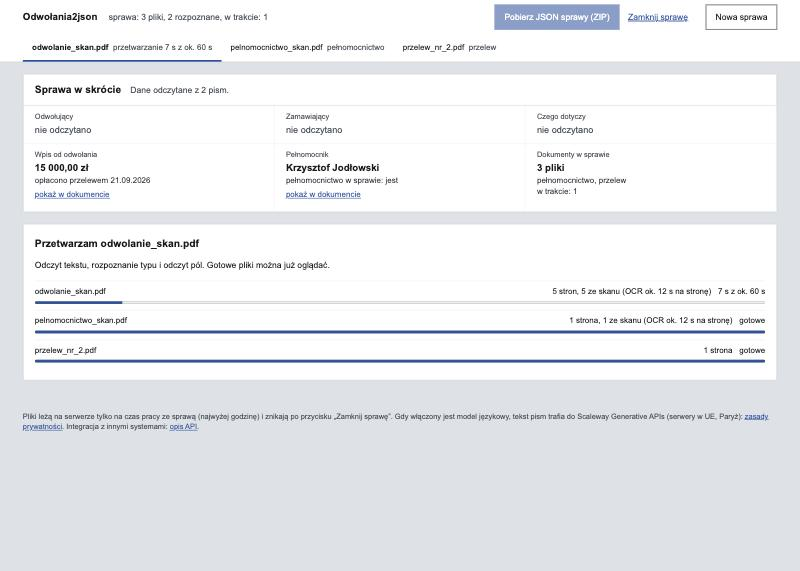 Odwołania2json sprawa: 3 pliki, 2 rozpoznane, w trakcie: 1
Pobierz JSON sprawy (ZIP) Zamknij sprawę Nowa sprawa
odwolanie_skan.pdf przetwarzanie 7 s z ok. 60 s pelnomocnictwo_skan.pdf pełnomocnictwo przelew_nr_2.pdf przelew
Sprawa w skrócie Dane odczytane z 2 pism.
Odwołujący
nie odczytano
Zamawiający
nie odczytano
Czego dotyczy
nie odczytano
Wpis od odwołania
15 000,00 zł
opłacono przelewem 21.09.2026
pokaż w dokumencie
Pełnomocnik
Krzysztof Jodłowski
pełnomocnictwo w sprawie: jest
pokaż w dokumencie
Dokumenty w sprawie
3 pliki
pełnomocnictwo, przelew
w trakcie: 1
Przetwarzam odwolanie_skan.pdf
Odczyt tekstu, rozpoznanie typu i odczyt pól. Gotowe pliki można już oglądać.
odwolanie_skan.pdf 5 stron, 5 ze skanu (OCR ok. 12 s na stronę) 7 s z ok. 60 s
pelnomocnictwo_skan.pdf 1 strona, 1 ze skanu (OCR ok. 12 s na stronę) gotowe
przelew_nr_2.pdf 1 strona gotowe
Pliki leżą na serwerze tylko na czas pracy ze sprawą (najwyżej godzinę) i znikają po przycisku „Zamknij sprawę”. Gdy włączony jest model językowy, tekst pism trafia do Scaleway Generative APIs (serwery w UE, Paryż): zasady
prywatności. Integracja z innymi systemami: opis API.